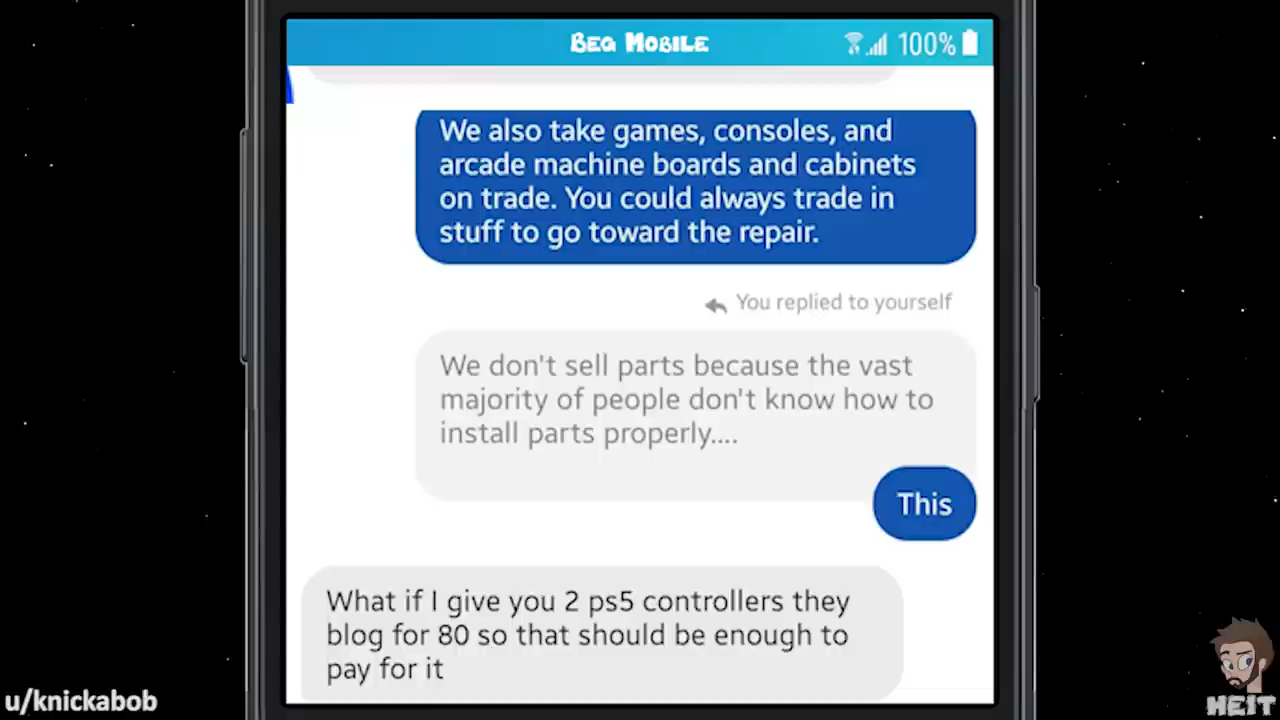 Beg Mobile
100%
We also take games, consoles, and
arcade machine boards and cabinets
on trade. You could always trade in
stuff to go toward the repair.
You replied to yourself
We don't sell parts because the vast
majority of people don't know how to
install parts properly....
This
What if I give you 2 ps5 controllers they
blog for 80 so that should be enough to
pay for it
u/knickabob
HEIT